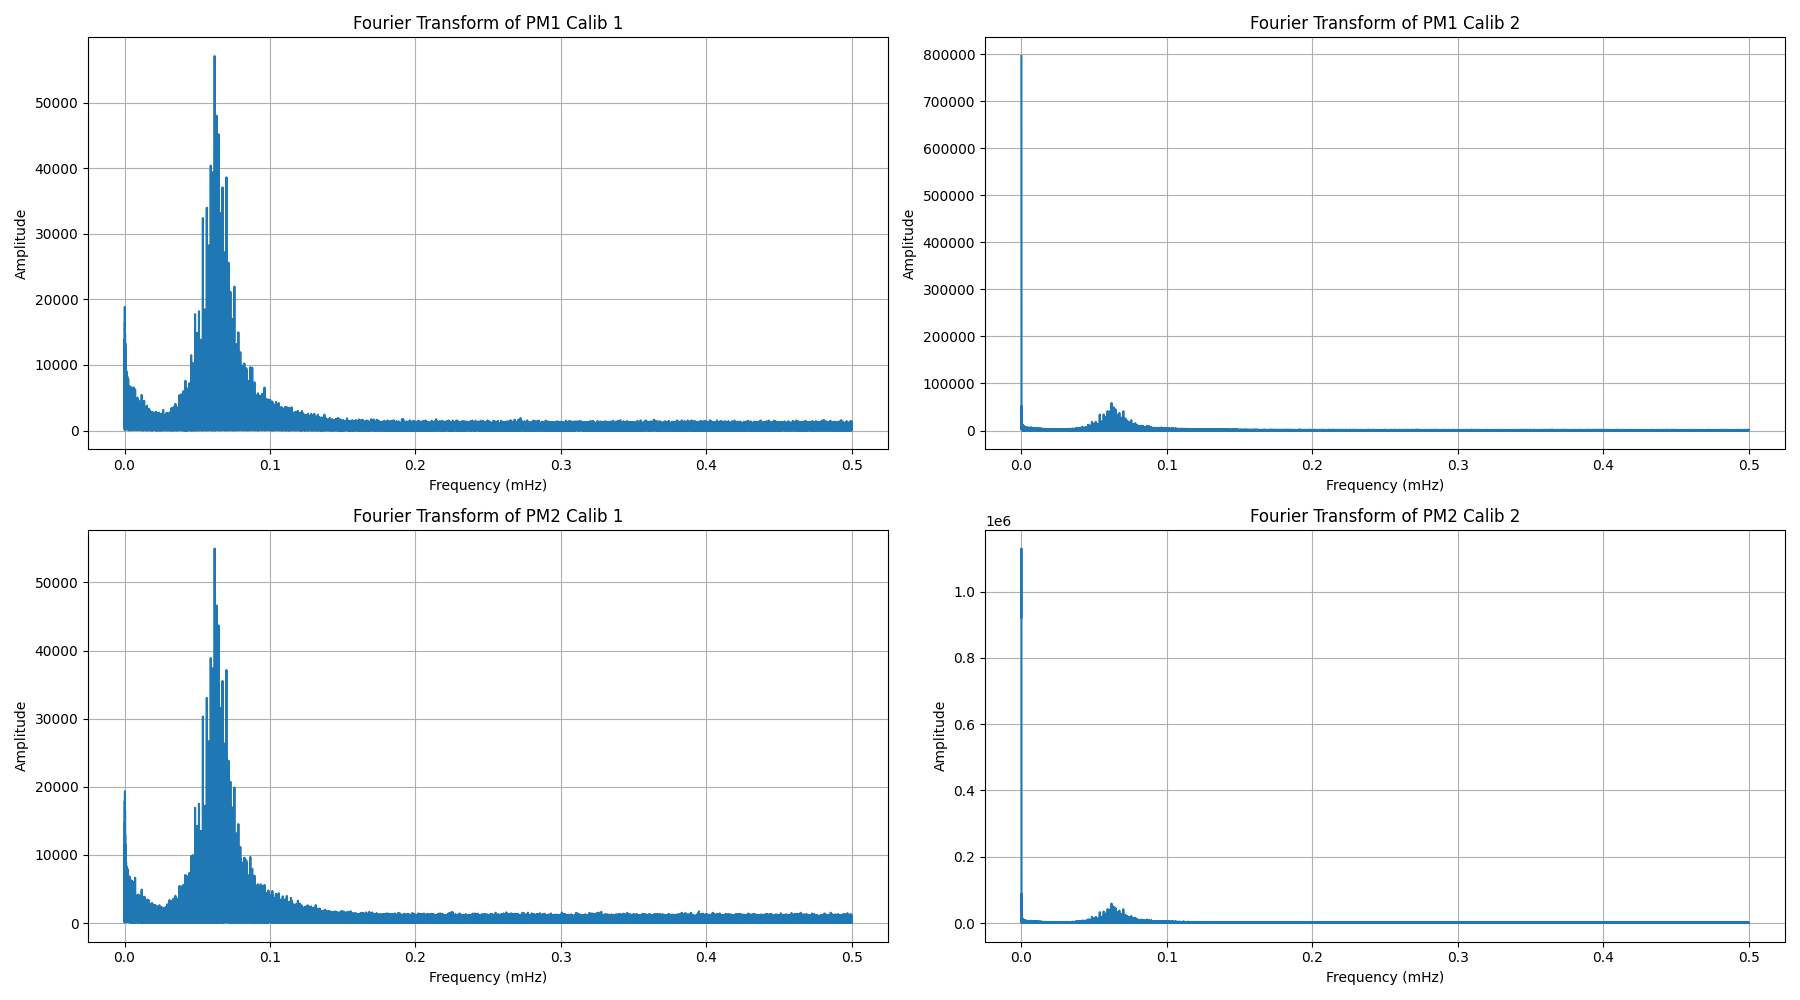 Fourier Transform of PM1 Calib 1
Amplitude
50000
40000
30000
20000
10000
0
0.0 0.1 0.2 0.3 0.4 0.5
Frequency (mHz)
Fourier Transform of PM1 Calib 2
Amplitude
800000
700000
600000
500000
400000
300000
200000
100000
0
0.0 0.1 0.2 0.3 0.4 0.5
Frequency (mHz)
Fourier Transform of PM2 Calib 1
Amplitude
50000
40000
30000
20000
10000
0
0.0 0.1 0.2 0.3 0.4 0.5
Frequency (mHz)
Fourier Transform of PM2 Calib 2
1e6
Amplitude
1.0
0.8
0.6
0.4
0.2
0.0
0.0 0.1 0.2 0.3 0.4 0.5
Frequency (mHz)